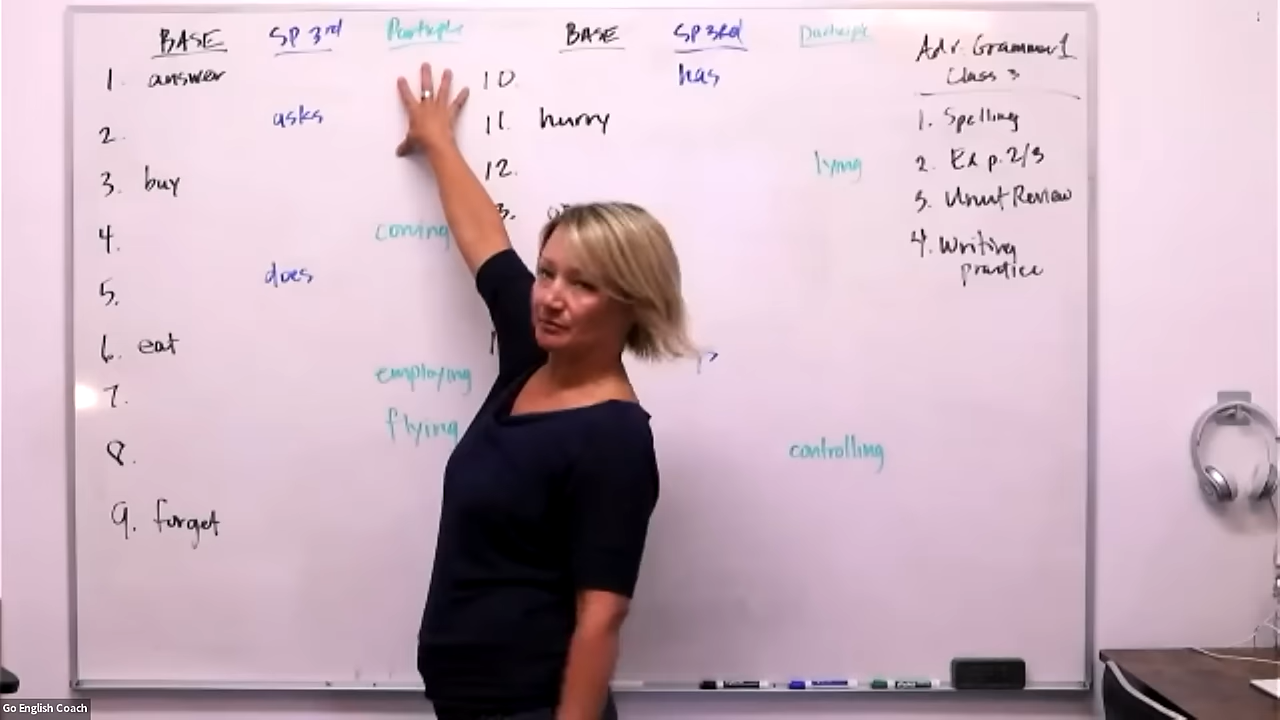 BASE SP 3rd Participle BASE SP 3rd Participle
1. answer
2. asks
3. buy
4. coming
5. does
6. eat
7. employing
8. flying
9. forget
10. has
11. hurry
12. lying
controlling
Adv. Grammar 1
Class 3
1. Spelling
2. Ex p. 2/3
3. Unit Review
4. Writing
practice
Go English Coach